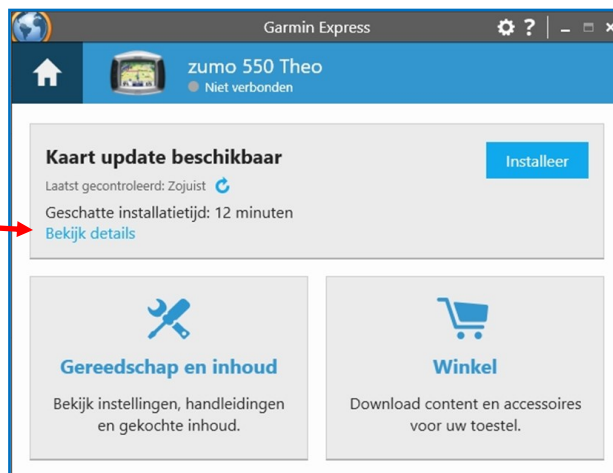 Garmin Express
?
zumo 550 Theo
Niet verbonden
Kaart update beschikbaar
Installeer
Laatst gecontroleerd: Zojuist
Geschatte installatietijd: 12 minuten
Bekijk details
Gereedschap en inhoud
Bekijk instellingen, handleidingen
en gekochte inhoud.
Winkel
Download content en accessoires
voor uw toestel.